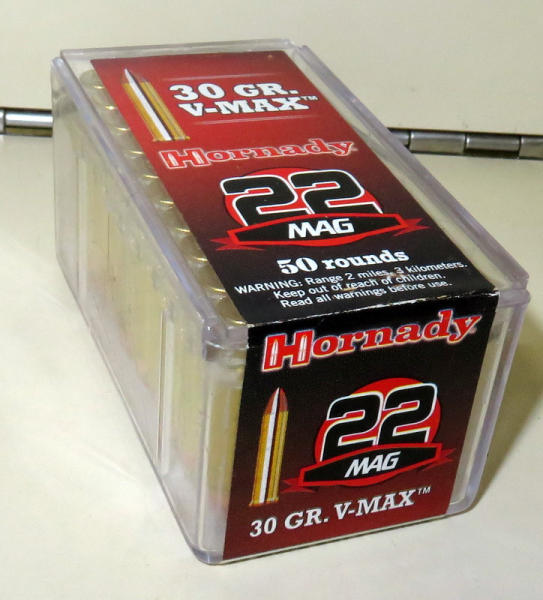 30 GR.
V-MAX™
Hornady
22
MAG
50 rounds
WARNING: Range 2 miles, 3 kilometers.
Keep out of reach of children.
Read all warnings before use.
Hornady
22
MAG
30 GR. V-MAX™